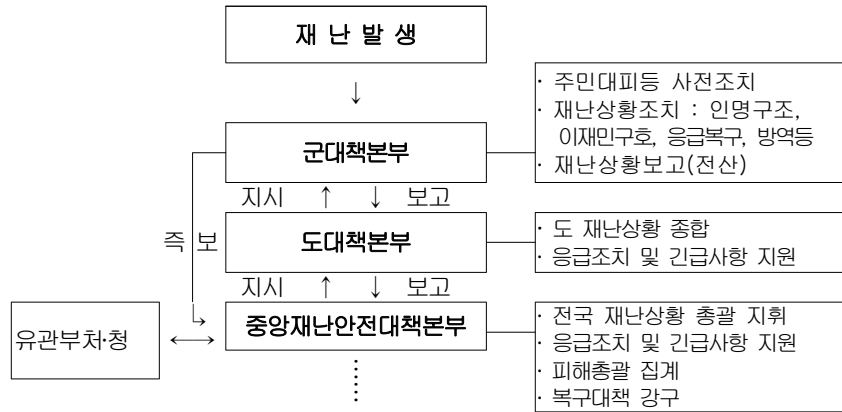 재 난 발 생
↓
· 주민대피등 사전조치
· 재난상황조치 : 인명구조,
이재민구호, 응급복구, 방역등
· 재난상황보고(전산)
군대책본부
지시 ↑ ↓ 보고
즉 보
도대책본부
· 도 재난상황 종합
· 응급조치 및 긴급사항 지원
지시 ↑ ↓ 보고
유관부처·청
↔
중앙재난안전대책본부
· 전국 재난상황 총괄 지휘
· 응급조치 및 긴급사항 지원
· 피해총괄 집계
· 복구대책 강구